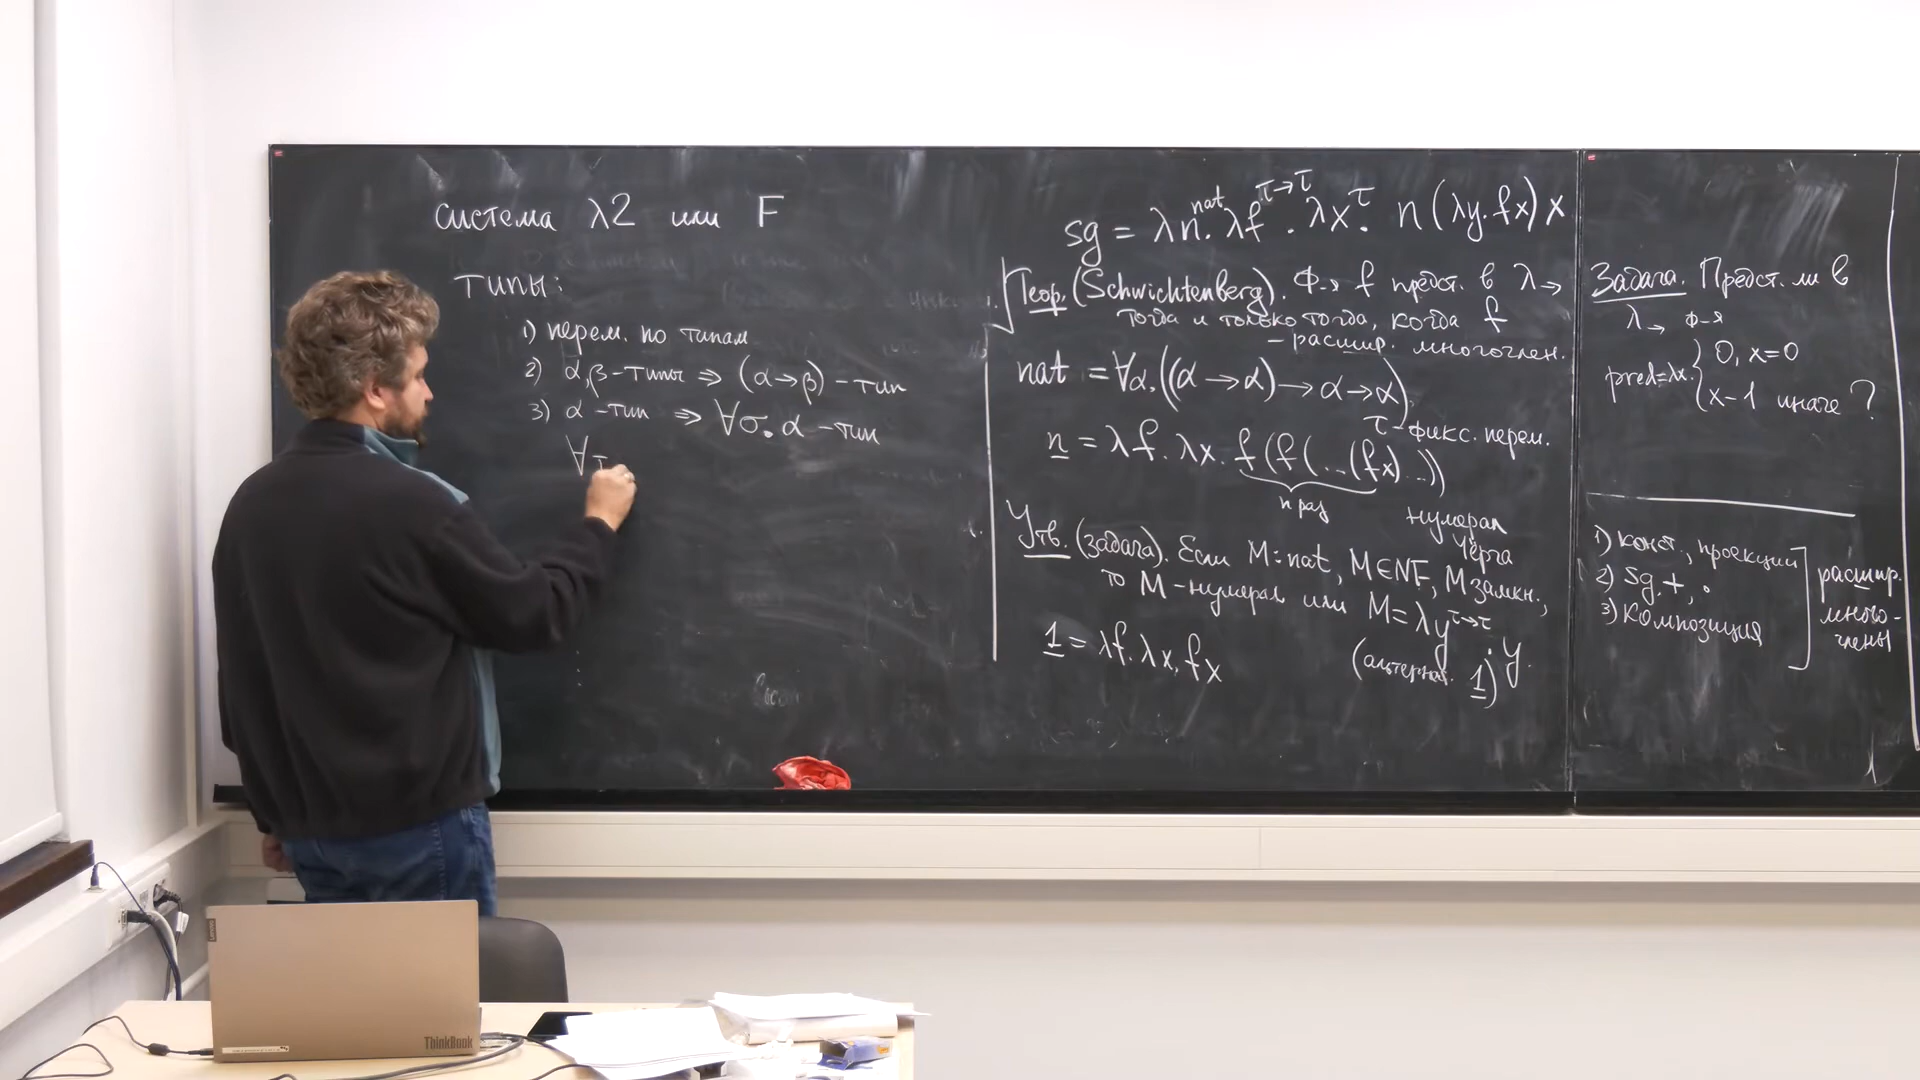 система λ2 или F
типы:
1) перем. по типам
2) α,β-типы ⇒ (α→β) - тип
3) α - тип ⇒ ∀σ. α - тип
∀τ
sg = λn^nat. λf^τ→τ. λx^τ. n(λy.fx)x
Теор. (Schwichtenberg). Ф-я f предст. в λ→
тогда и только тогда, когда f
- расшир. многочлен.
nat = ∀α.((α→α)→α→α)
τ - фикс. перем.
n = λf. λx. f(f(...(fx)...))
n раз
нумерал
Чёрча
Утв. (задача). Если M:nat, M∈NF, M замкн.,
то M - нумерал или M = λy^τ→τ. y.
1 = λf. λx. fx
(альтернат. 1)
Задача. Предст. ли в
λ→ ф-я
pred = λx. { 0, x=0
x-1 иначе ?
1) конст., проекции
2) sg, +, ·
3) композиция
расшир.
много-
члены
ThinkBook
Lenovo